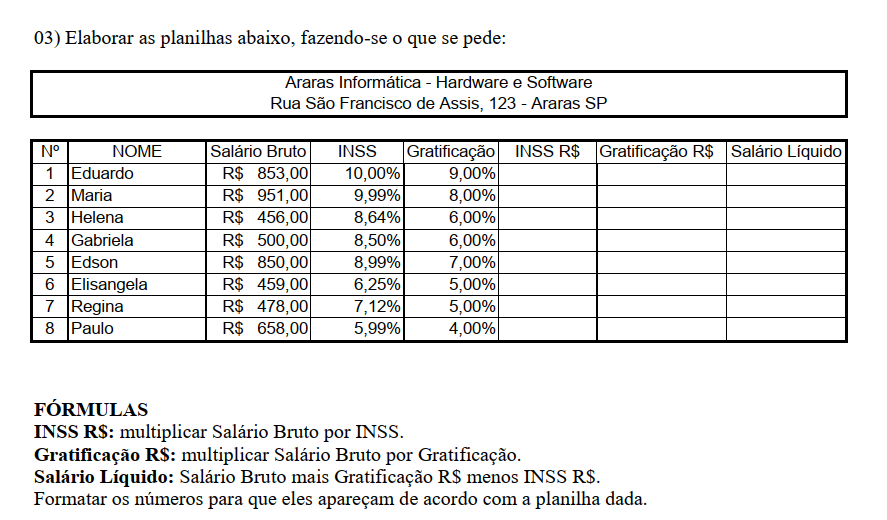 03) Elaborar as planilhas abaixo, fazendo-se o que se pede:
Araras Informática - Hardware e Software
Rua São Francisco de Assis, 123 - Araras SP
Nº NOME Salário Bruto INSS Gratificação INSS R$ Gratificação R$ Salário Líquido
1 Eduardo R$ 853,00 10,00% 9,00%
2 Maria R$ 951,00 9,99% 8,00%
3 Helena R$ 456,00 8,64% 6,00%
4 Gabriela R$ 500,00 8,50% 6,00%
5 Edson R$ 850,00 8,99% 7,00%
6 Elisangela R$ 459,00 6,25% 5,00%
7 Regina R$ 478,00 7,12% 5,00%
8 Paulo R$ 658,00 5,99% 4,00%
FÓRMULAS
INSS R$: multiplicar Salário Bruto por INSS.
Gratificação R$: multiplicar Salário Bruto por Gratificação.
Salário Líquido: Salário Bruto mais Gratificação R$ menos INSS R$.
Formatar os números para que eles apareçam de acordo com a planilha dada.